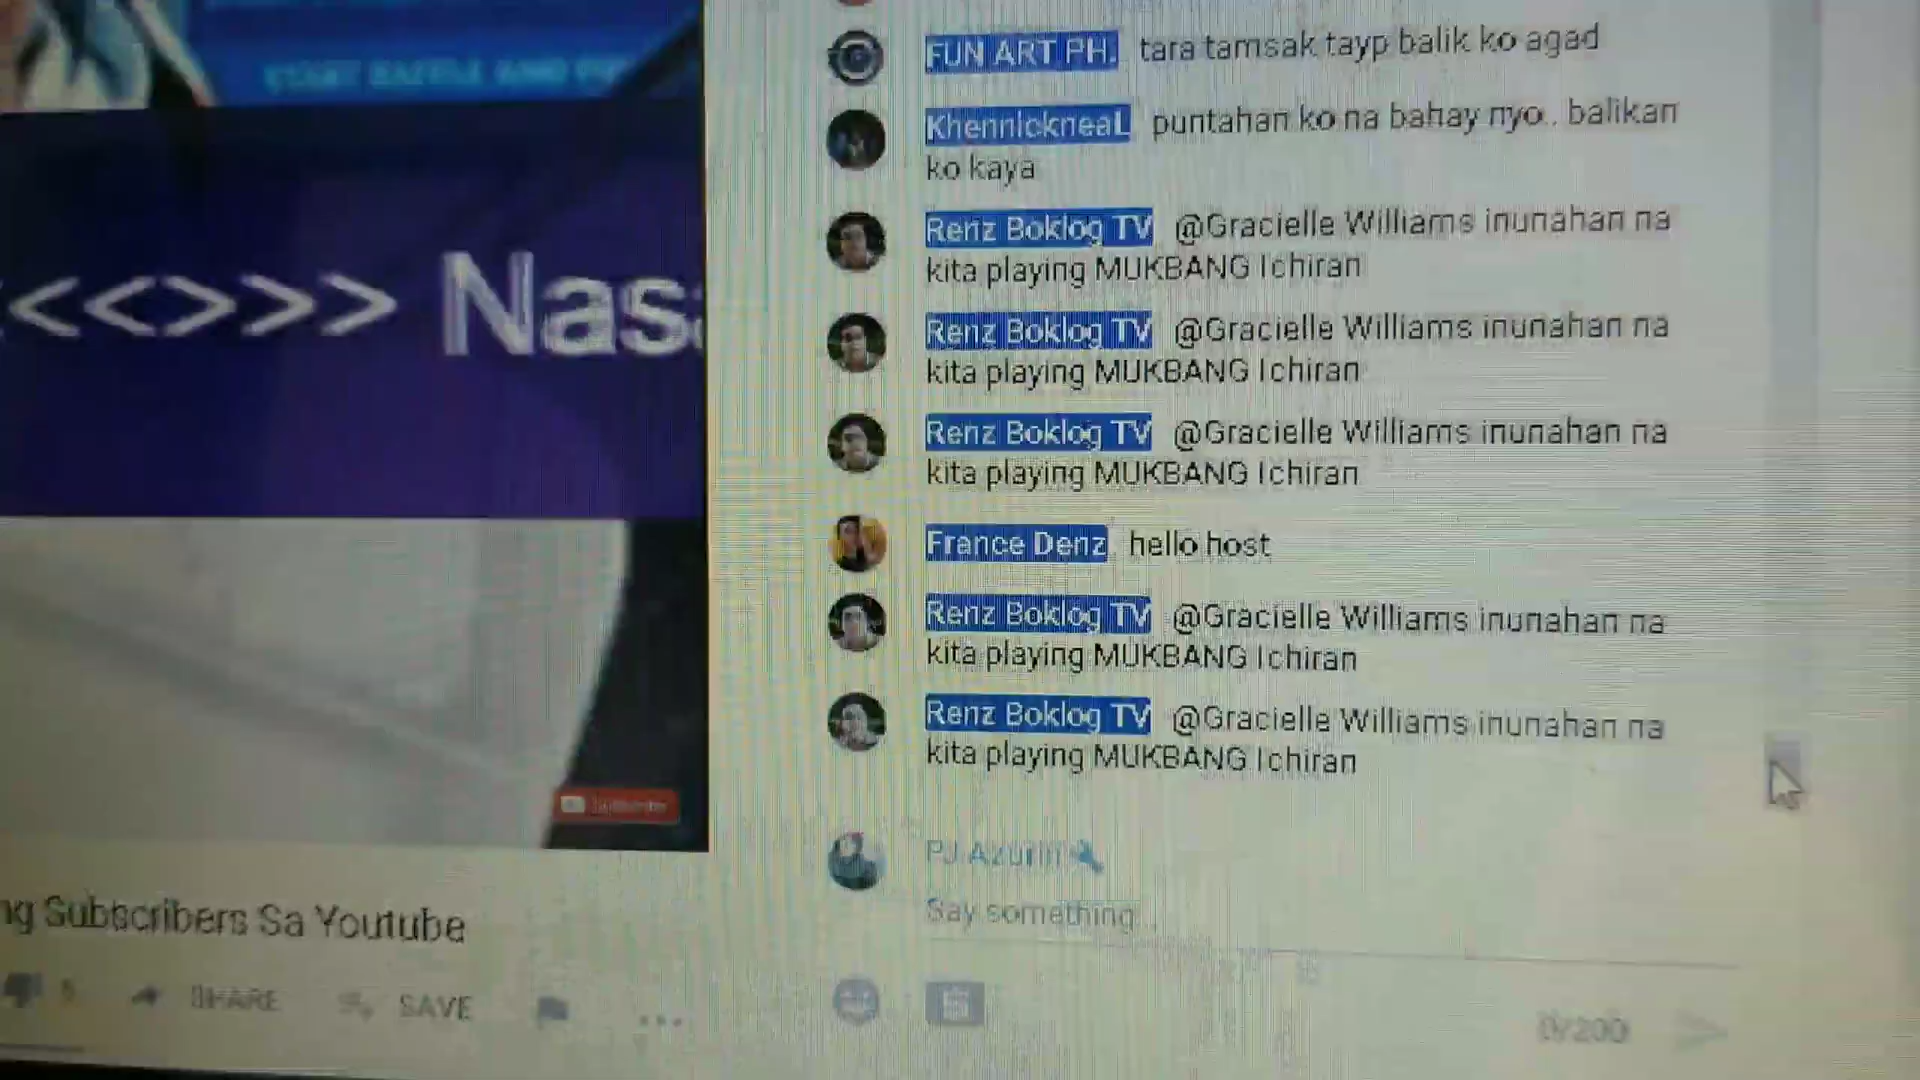 <<<>>> Nas
FUN ART PH. tara tamsak tayp balik ko agad
KhennickneaL puntahan ko na bahay nyo.. balikan
ko kaya
Renz Boklog TV @Gracielle Williams inunahan na
kita playing MUKBANG Ichiran
Renz Boklog TV @Gracielle Williams inunahan na
kita playing MUKBANG Ichiran
Renz Boklog TV @Gracielle Williams inunahan na
kita playing MUKBANG Ichiran
France Denz hello host
Renz Boklog TV @Gracielle Williams inunahan na
kita playing MUKBANG Ichiran
Renz Boklog TV @Gracielle Williams inunahan na
kita playing MUKBANG Ichiran
PJ Azurin
Say something...
0/200
ng Subscribers Sa Youtube
5 SHARE SAVE